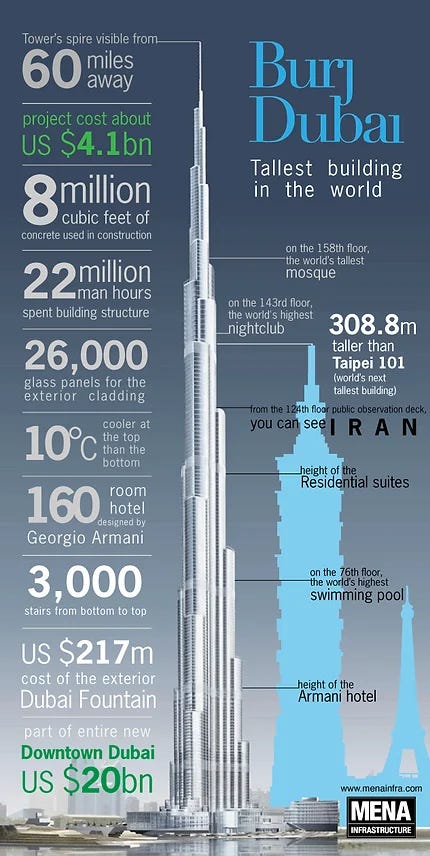 Tower's spire visible from
60 miles
away
project cost about
US $4.1bn
8 million
cubic feet of
concrete used in construction
22 million
man hours
spent building structure
26,000
glass panels for the
exterior cladding
10°C
cooler at
the top
than the
bottom
160 room
hotel
designed by
Georgio Armani
3,000
stairs from bottom to top
US $217m
cost of the exterior
Dubai Fountain
part of entire new
Downtown Dubai
US $20bn
Burj
Dubai
Tallest building
in the world
on the 158th floor,
the world's tallest
mosque
on the 143rd floor,
the world's highest
nightclub
308.8m
taller than
Taipei 101
(world's next
tallest building)
from the 124th floor public observation deck,
you can see IRAN
height of the
Residential suites
on the 76th floor,
the world's highest
swimming pool
height of the
Armani hotel
www.menainfra.com
MENA
INFRASTRUCTURE